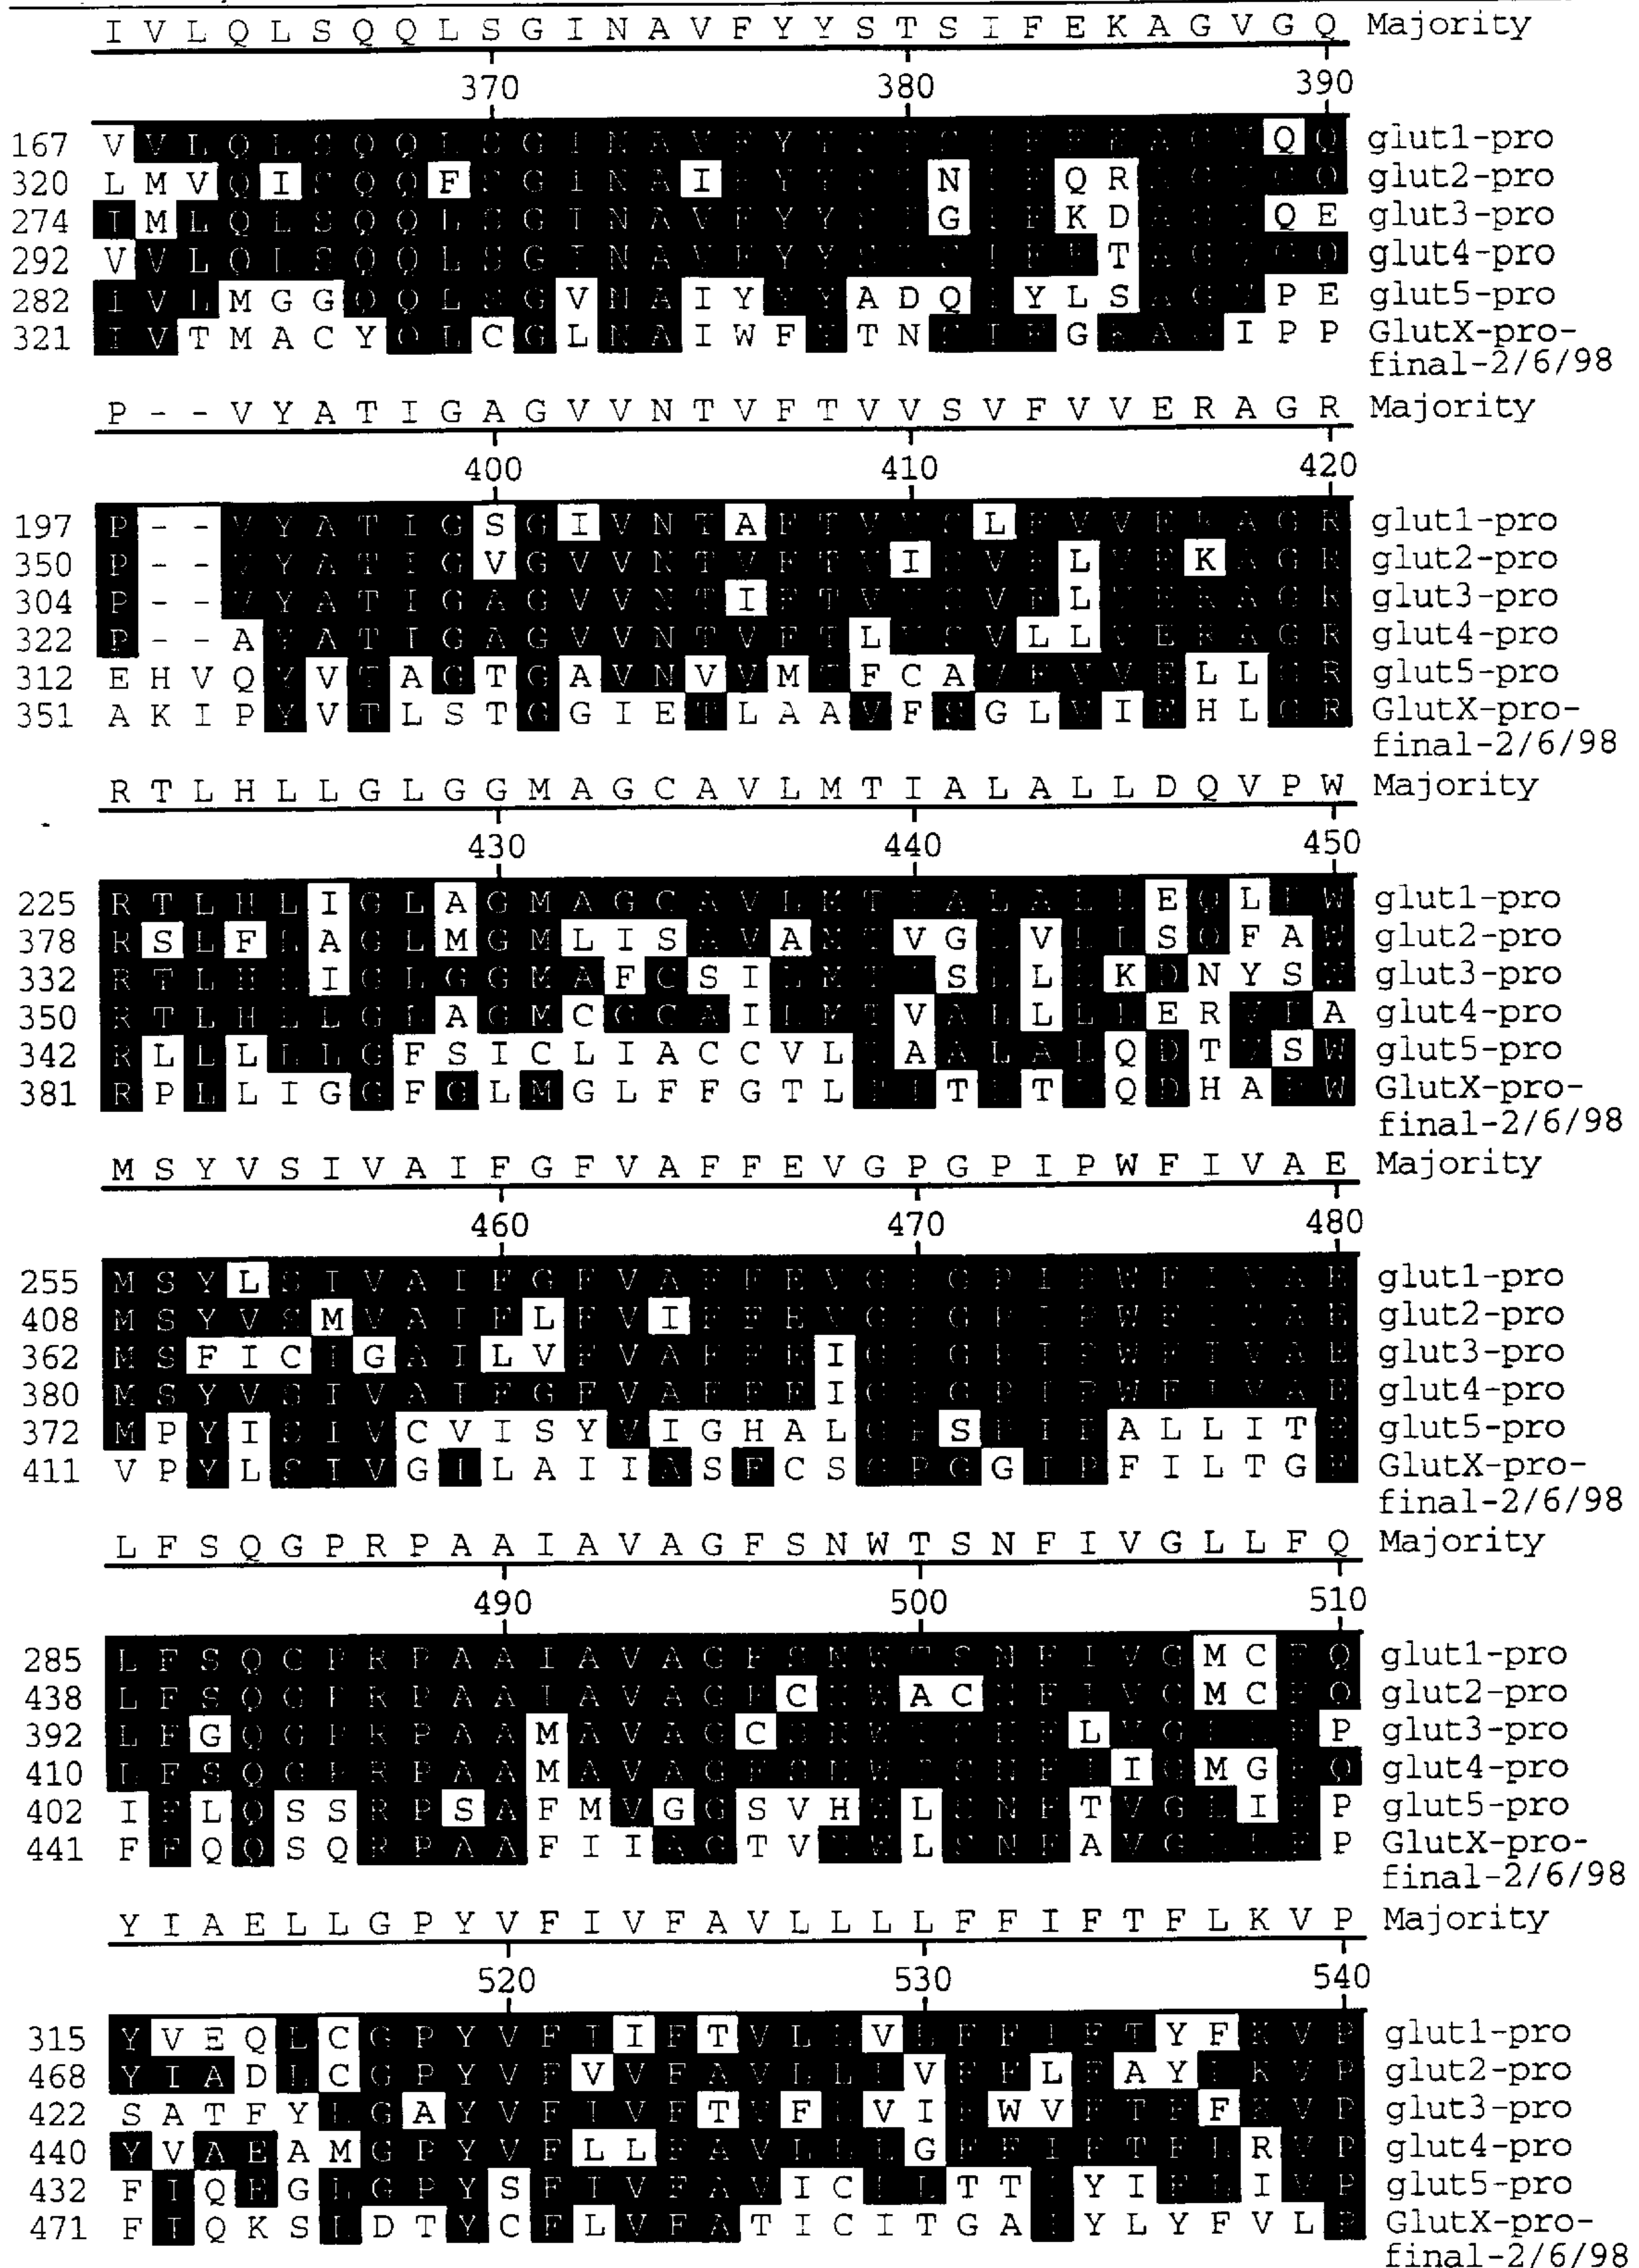 I V L Q L S Q Q L S G I N A V F Y Y S T S I F E K A G V G Q Majority
370 380 390
167 V V L Q L S Q Q L S G I N A V F Y Y S T S I F E K A G V Q Q glut1-pro
320 L M V Q I S Q Q F S G I N A I F Y Y S T N I F Q R A G V G Q glut2-pro
274 I M L Q L S Q Q L S G I N A V F Y Y S T G I F K D A G V Q E glut3-pro
292 V V L Q L S Q Q L S G I N A V F Y Y S T S I F E T A G V G Q glut4-pro
282 I V L M G G Q Q L S G V N A I Y Y Y A D Q I Y L S A G V P E glut5-pro
321 I V T M A C Y Q L C G L N A I W F Y T N S I F G K A G I P P GlutX-pro-
final-2/6/98
P - - V Y A T I G A G V V N T V F T V V S V F V V E R A G R Majority
400 410 420
197 P - - V Y A T I G S G I V N T A F T V V S L F V V E R A G R glut1-pro
350 P - - V Y A T I G V G V V N T V F T V I S V F L V E K A G R glut2-pro
304 P - - V Y A T I G A G V V N T I F T V V S V F L V E R A G R glut3-pro
322 P - - A Y A T I G A G V V N T V F T L V S V L L V E R A G R glut4-pro
312 E H V Q Y V T A G T G A V N V V M T F C A V F V V E L L G R glut5-pro
351 A K I P Y V T L S T G G I E T L A A V F S G L V I E H L G R GlutX-pro-
final-2/6/98
R T L H L L G L G G M A G C A V L M T I A L A L L D Q V P W Majority
430 440 450
225 R T L H L I G L A G M A G C A V L M T I A L A L L E Q L P W glut1-pro
378 R S L F L A G L M G M L I S A V A M T V G L V L L S Q F A W glut2-pro
332 R T L H L I G L G G M A F C S I L M T I S L L L K D N Y S W glut3-pro
350 R T L H L L G L A G M C G C A I L M T V A L L L L E R V P A glut4-pro
342 R L L L L L G F S I C L I A C C V L T A A L A L Q D T V S W glut5-pro
381 R P L L I G G F G L M G L F F G T L T I T L T L Q D H A P W GlutX-pro-
final-2/6/98
M S Y V S I V A I F G F V A F F E V G P G P I P W F I V A E Majority
460 470 480
255 M S Y L S I V A I F G F V A F F E V G P G P I P W F I V A E glut1-pro
408 M S Y V S M V A I F L F V I F F E V G P G P I P W F I V A E glut2-pro
362 M S F I C I G A I L V F V A F F E I G P G P I P W F I V A E glut3-pro
380 M S Y V S I V A I F G F V A F F E I G P G P I P W F I V A E glut4-pro
372 M P Y I S I V C V I S Y V I G H A L G P S P I P A L L I T E glut5-pro
411 V P Y L S I V G I L A I I A S F C S G P G G I P F I L T G E GlutX-pro-
final-2/6/98
L F S Q G P R P A A I A V A G F S N W T S N F I V G L L F Q Majority
490 500 510
285 L F S Q G P R P A A I A V A G F S N W T S N F I V G M C F Q glut1-pro
438 L F S Q G P R P A A I A V A G F C N W A C N F I V G M C F Q glut2-pro
392 L F G Q G P R P A A M A V A G C S N W T S N F L V G L L F P glut3-pro
410 L F S Q G P R P A A M A V A G F S N W T S N F I I G M G F Q glut4-pro
402 I F L Q S S R P S A F M V G G S V H W L S N F T V G L I F P glut5-pro
441 F F Q Q S Q R P A A F I I A G T V N W L S N F A V G L L F P GlutX-pro-
final-2/6/98
Y I A E L L G P Y V F I V F A V L L L L F F I F T F L K V P Majority
520 530 540
315 Y V E Q L C G P Y V F I I F T V L L V L F F I F T Y F K V P glut1-pro
468 Y I A D L C G P Y V F V V F A V L L L V F F L F A Y L K V P glut2-pro
422 S A T F Y L G A Y V F I V F T V F L V I F W V F T F F K V P glut3-pro
440 Y V A E A M G P Y V F L L F A V L L L G F F I F T F L R V P glut4-pro
432 F I Q E G L G P Y S F I V F A V I C L L T T I Y I F L I V P glut5-pro
471 F I Q K S L D T Y C F L V F A T I C I T G A I Y L Y F V L P GlutX-pro-
final-2/6/98